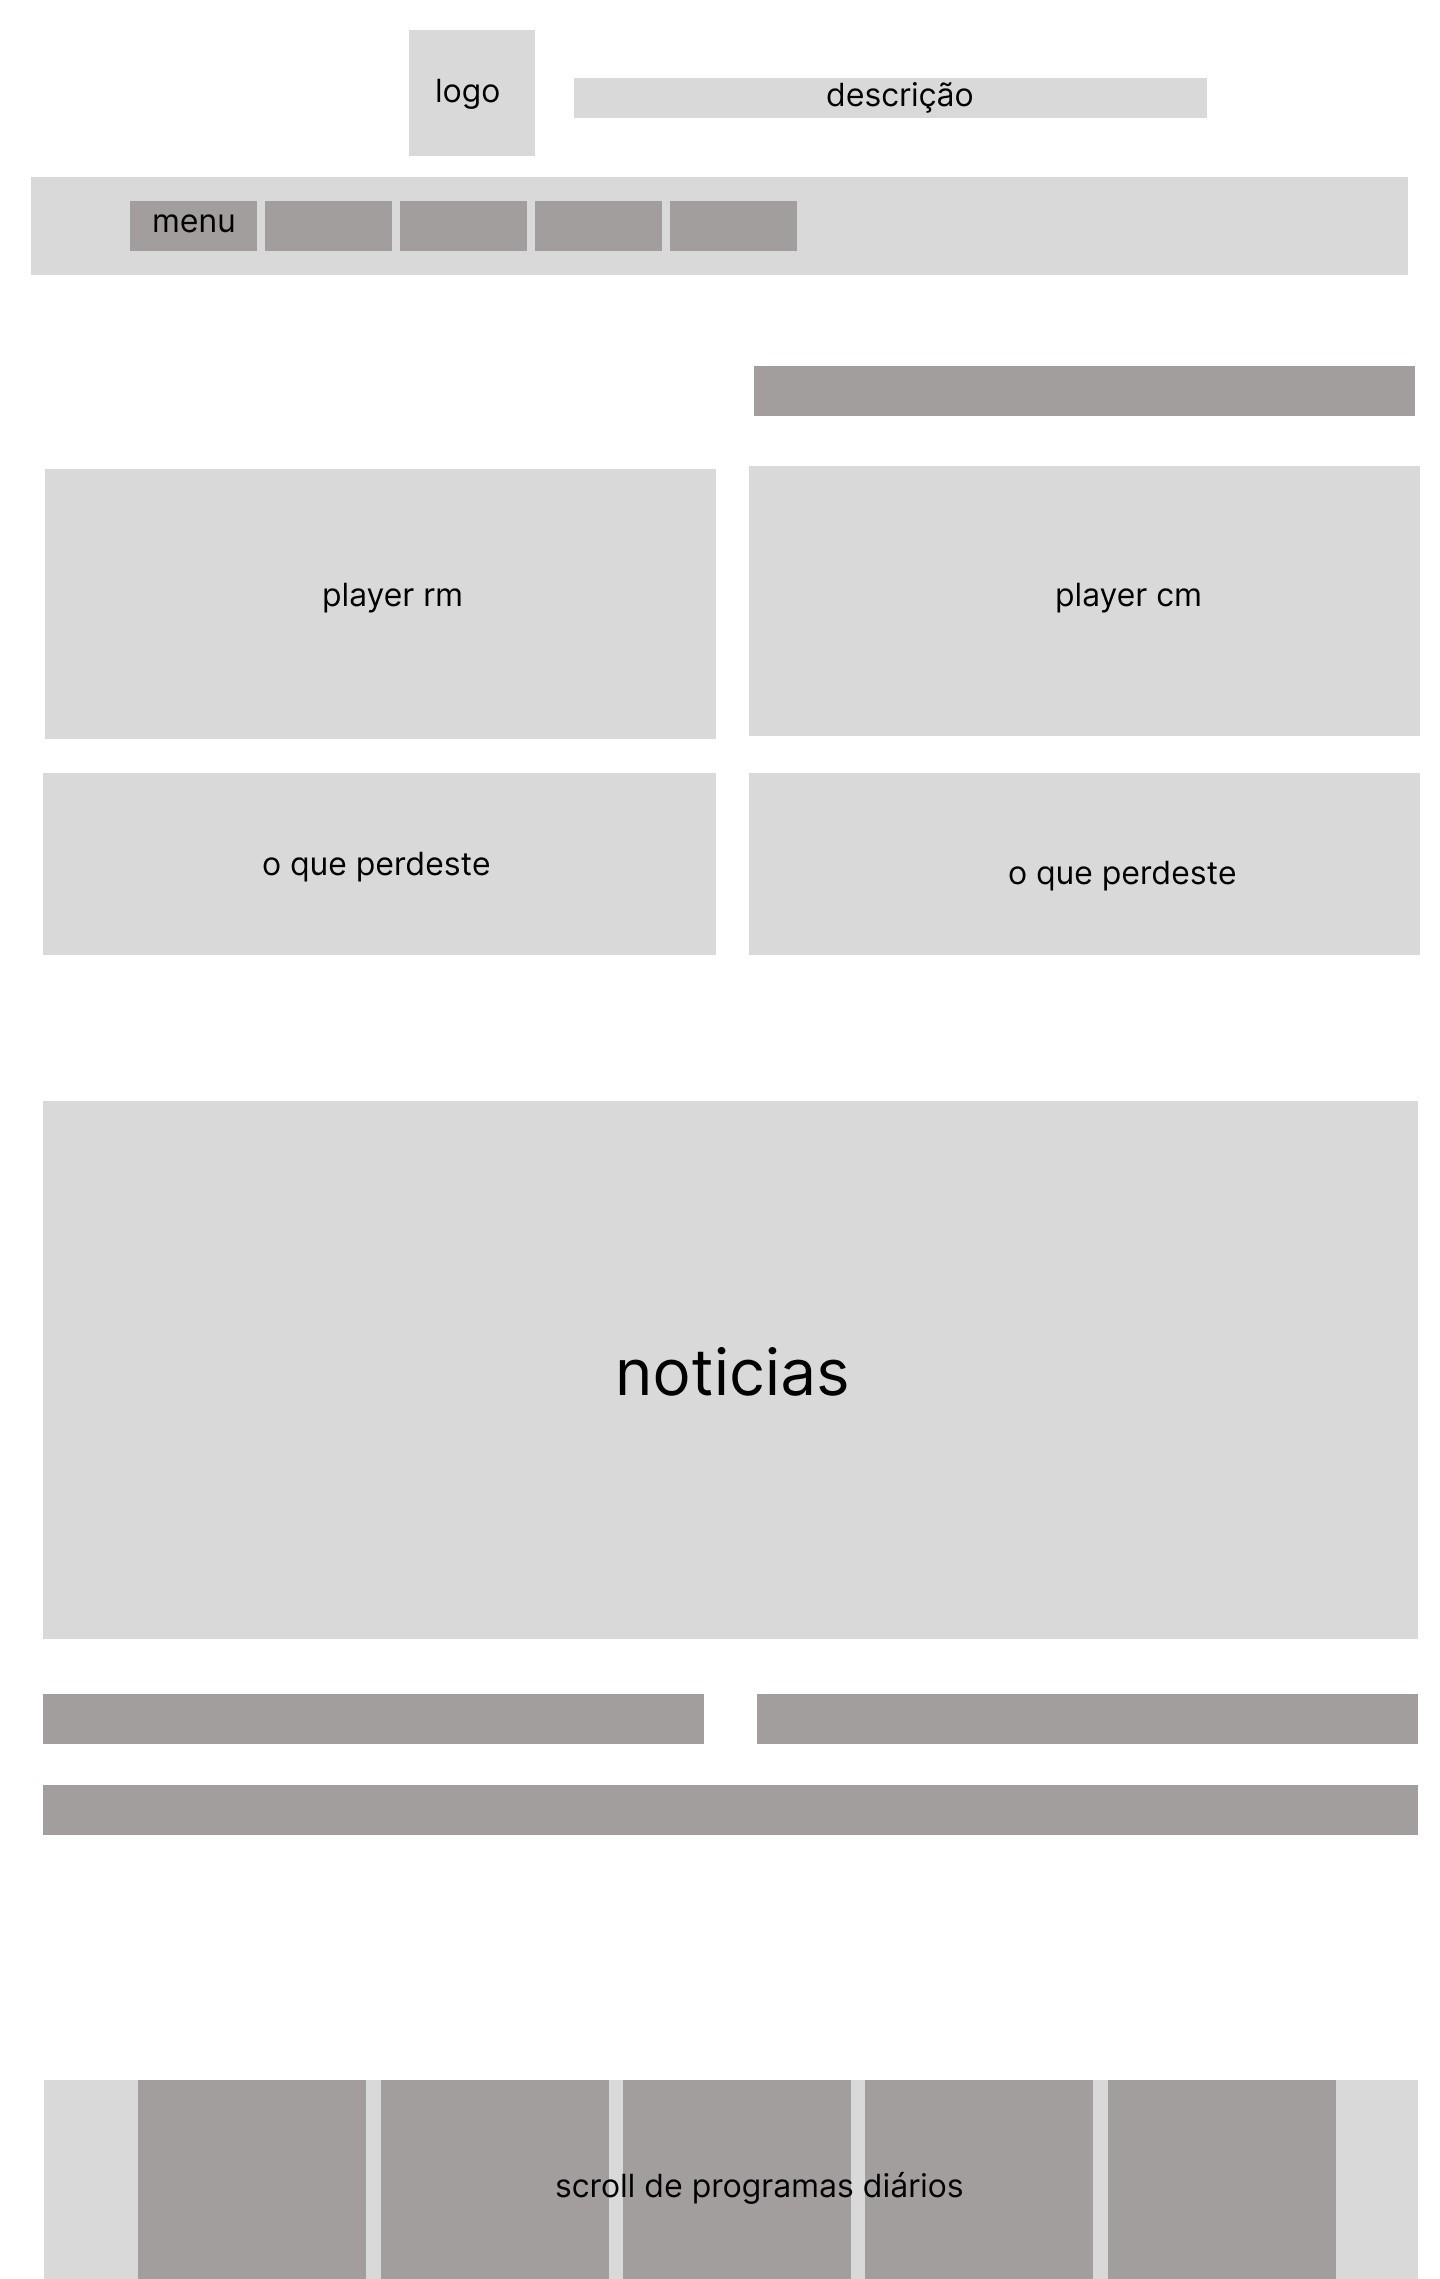 logo
descrição
menu
player rm
player cm
o que perdeste
o que perdeste
noticias
scroll de programas diários